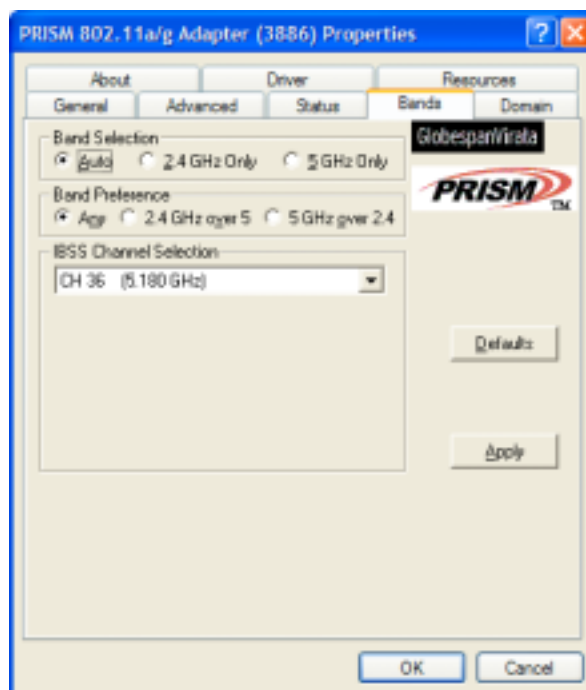 PRISM 802.11a/g Adapter (3886) Properties
About Driver Resources
General Advanced Status Bands Domain
Band Selection
Auto 2.4 GHz Only 5 GHz Only
GlobespanVirata
Band Preference
Any 2.4 GHz over 5 5 GHz over 2.4
PRISM TM
IBSS Channel Selection
CH 36 (5.180 GHz)
Defaults
Apply
OK Cancel